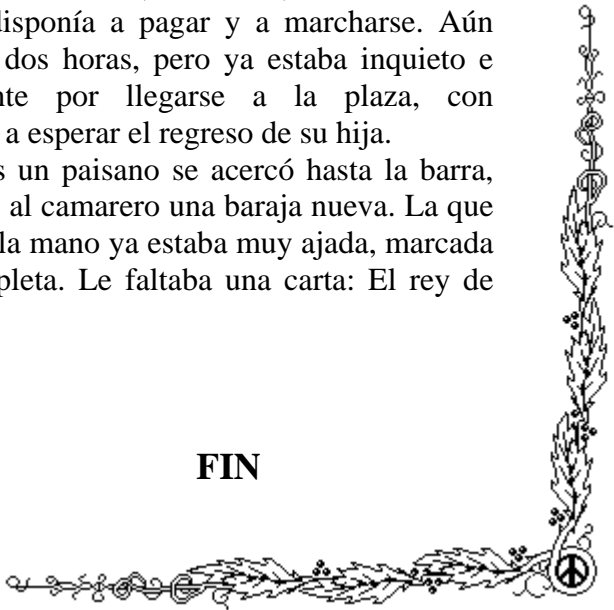 disponía a pagar y a marcharse. Aún
dos horas, pero ya estaba inquieto e
nte por llegarse a la plaza, con
a esperar el regreso de su hija.
s un paisano se acercó hasta la barra,
al camarero una baraja nueva. La que
la mano ya estaba muy ajada, marcada
pleta. Le faltaba una carta: El rey de
FIN